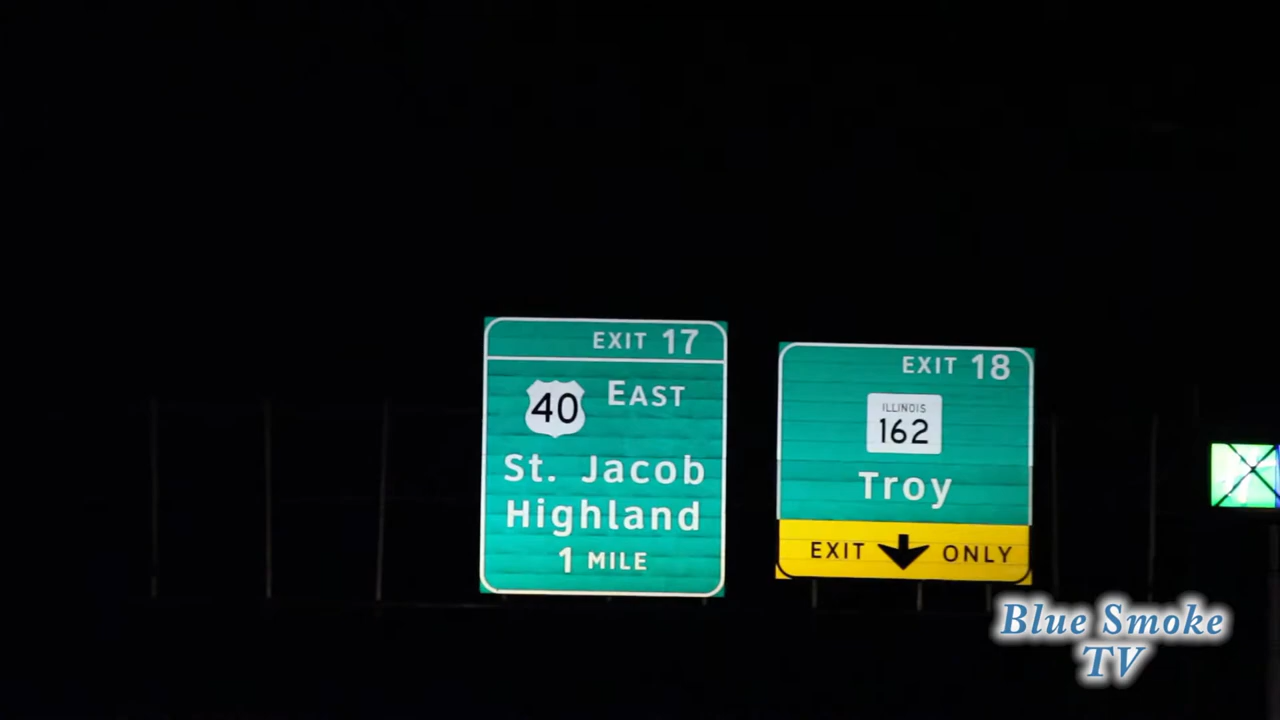 EXIT 17
40 EAST
St. Jacob
Highland
1 MILE
EXIT 18
ILLINOIS
162
Troy
EXIT ONLY
Blue Smoke
TV